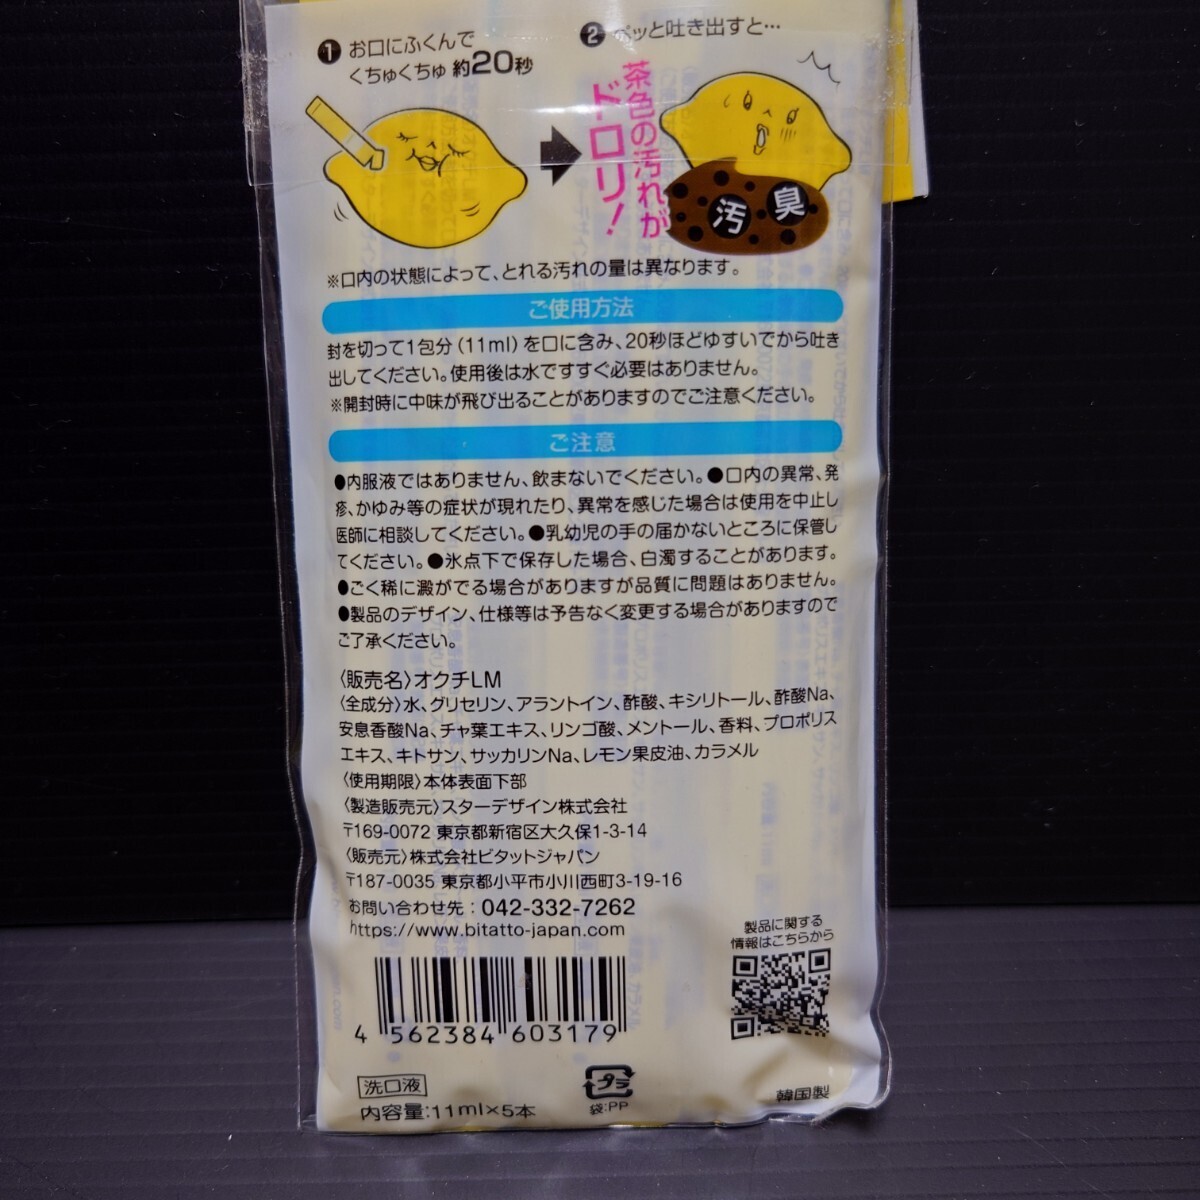 1 お口にふくんで
くちゅくちゅ 約20秒
2 ペッと吐き出すと…
茶色の汚れが
ドロリ!
汚 臭
※口内の状態によって、とれる汚れの量は異なります。
ご使用方法
封を切って1包分(11ml)を口に含み、20秒ほどゆすいでから吐き
出してください。使用後は水ですすぐ必要はありません。
※開封時に中味が飛び出ることがありますのでご注意ください。
ご注意
●内服液ではありません、飲まないでください。●口内の異常、発
疹、かゆみ等の症状が現れたり、異常を感じた場合は使用を中止し
医師に相談してください。●乳幼児の手の届かないところに保管し
てください。●氷点下で保存した場合、白濁することがあります。
●ごく稀に澱がでる場合がありますが品質に問題はありません。
●製品のデザイン、仕様等は予告なく変更する場合がありますので
ご了承ください。
〈販売名〉オクチLM
〈全成分〉水、グリセリン、アラントイン、酢酸、キシリトール、酢酸Na、
安息香酸Na、チャ葉エキス、リンゴ酸、メントール、香料、プロポリス
エキス、キトサン、サッカリンNa、レモン果皮油、カラメル
〈使用期限〉本体表面下部
〈製造販売元〉スターデザイン株式会社
〒169-0072 東京都新宿区大久保1-3-14
〈販売元〉株式会社ビタットジャパン
〒187-0035 東京都小平市小川西町3-19-16
お問い合わせ先:042-332-7262
https://www.bitatto-japan.com
製品に関する
情報はこちらから
4 562384 603179
洗口液
内容量:11ml×5本
プラ
袋:PP
韓国製